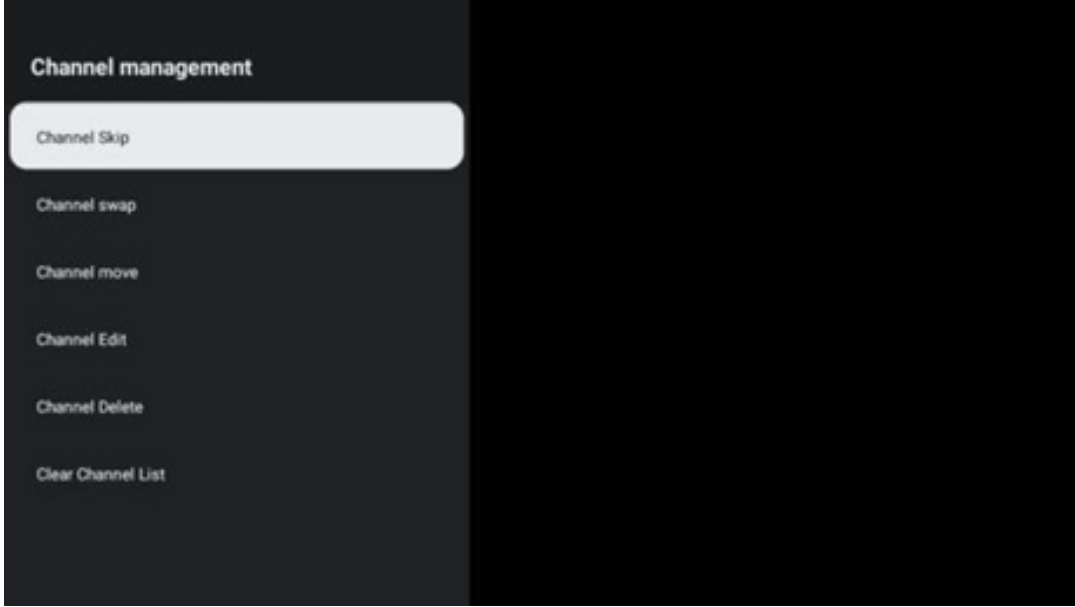 Channel management
Channel Skip
Channel swap
Channel move
Channel Edit
Channel Delete
Clear Channel List